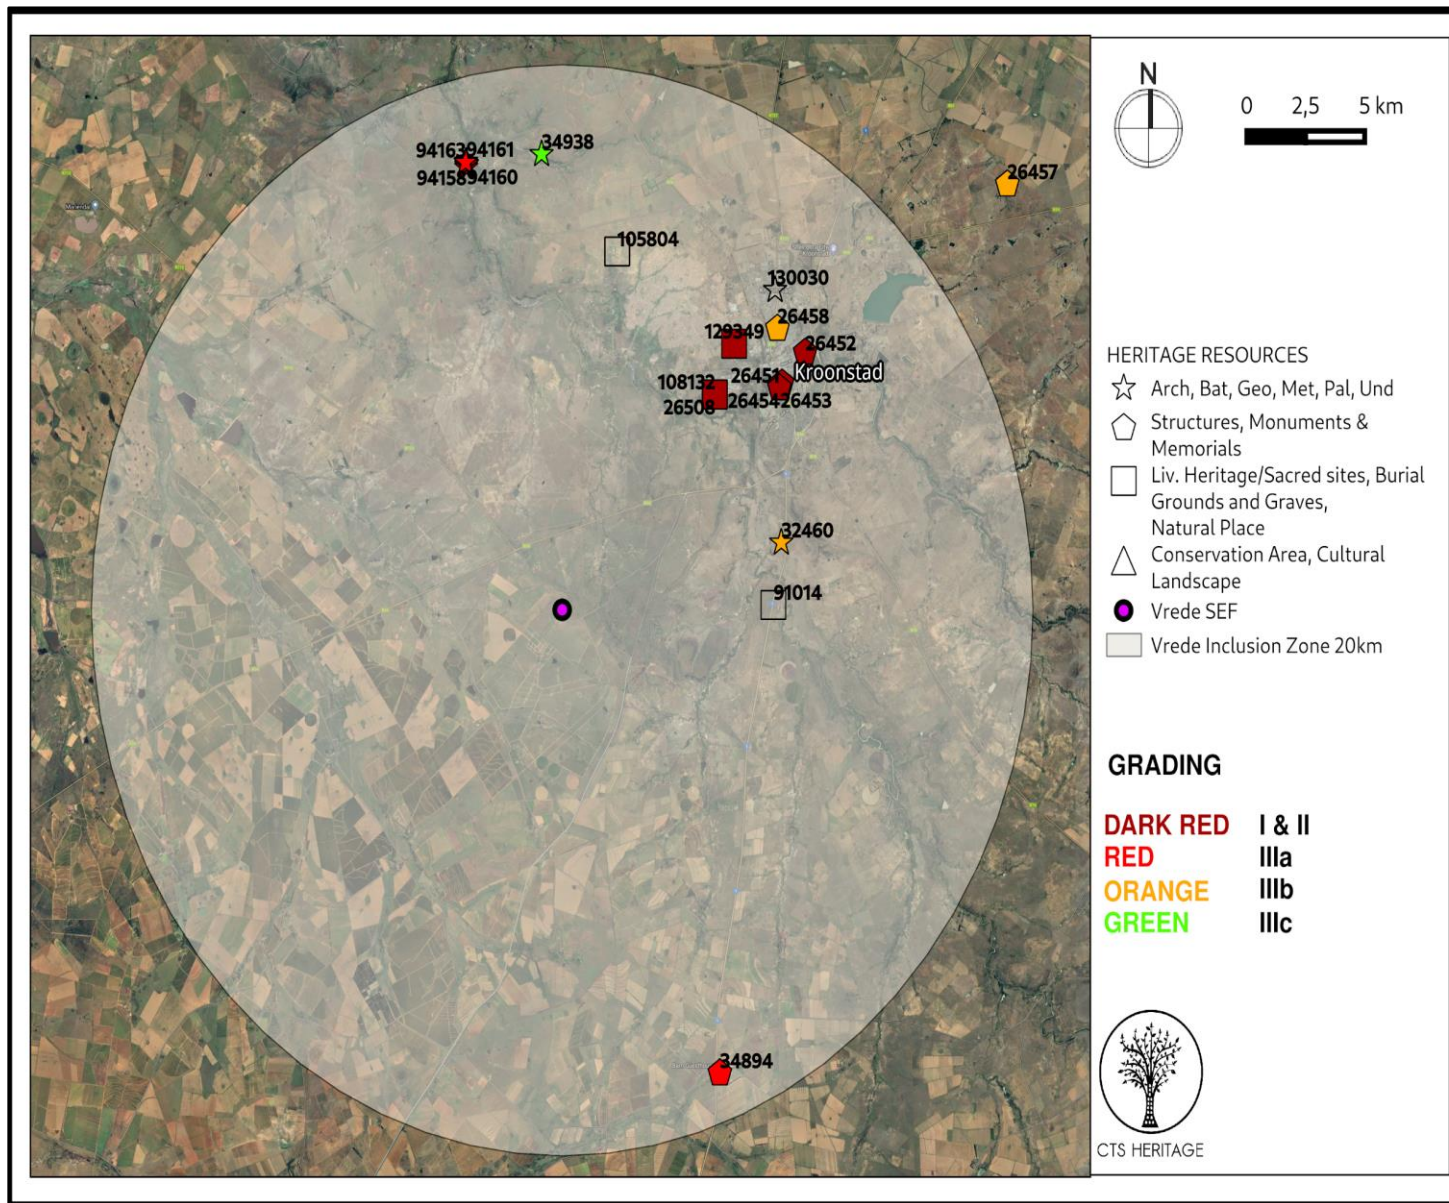 9416394161
9415894160
34938
26457
105804
130030
26458
129349
26452
Kroonstad
26451
108132
26508
2645426453
32460
91014
34894
N
0 2,5 5 km
HERITAGE RESOURCES
Arch, Bat, Geo, Met, Pal, Und
Structures, Monuments &
Memorials
Liv. Heritage/Sacred sites, Burial
Grounds and Graves,
Natural Place
Conservation Area, Cultural
Landscape
Vrede SEF
Vrede Inclusion Zone 20km
GRADING
DARK RED I & II
RED IIIa
ORANGE IIIb
GREEN IIIc
CTS HERITAGE